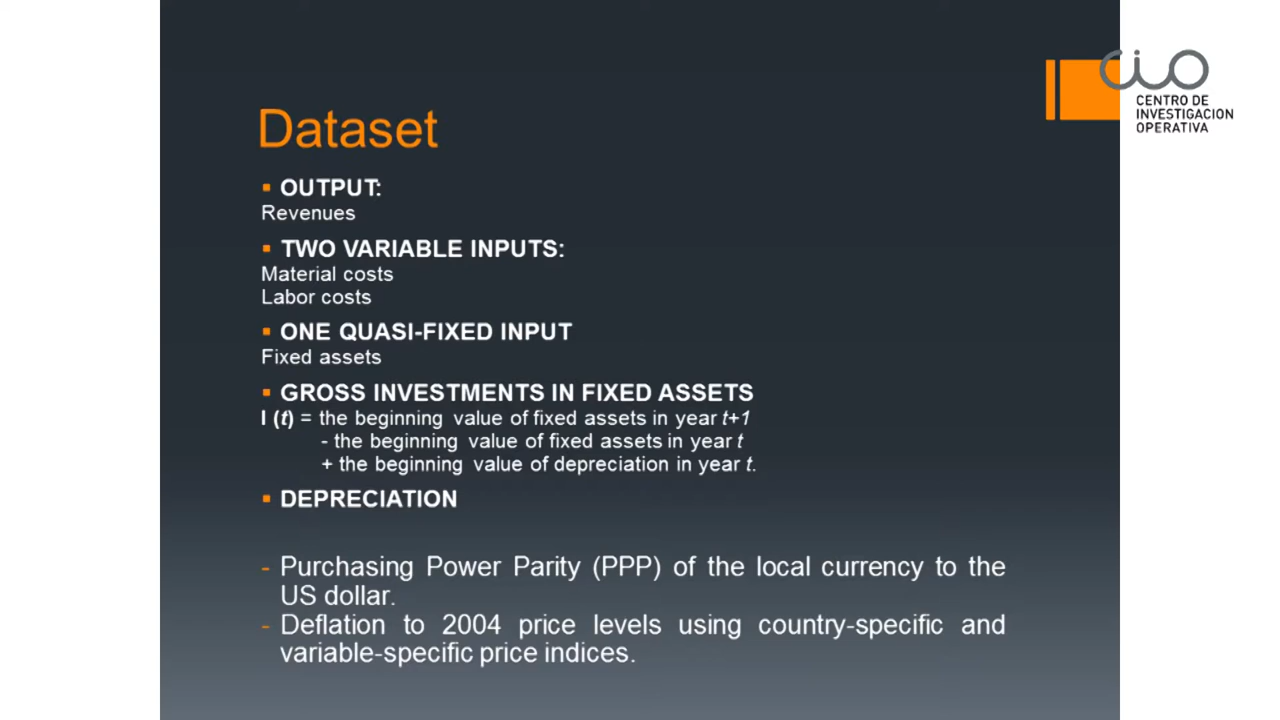 CIO
CENTRO DE
INVESTIGACION
OPERATIVA
Dataset
▪ OUTPUT:
Revenues
▪ TWO VARIABLE INPUTS:
Material costs
Labor costs
▪ ONE QUASI-FIXED INPUT
Fixed assets
▪ GROSS INVESTMENTS IN FIXED ASSETS
I (t) = the beginning value of fixed assets in year t+1
- the beginning value of fixed assets in year t
+ the beginning value of depreciation in year t.
▪ DEPRECIATION
- Purchasing Power Parity (PPP) of the local currency to the
US dollar.
- Deflation to 2004 price levels using country-specific and
variable-specific price indices.